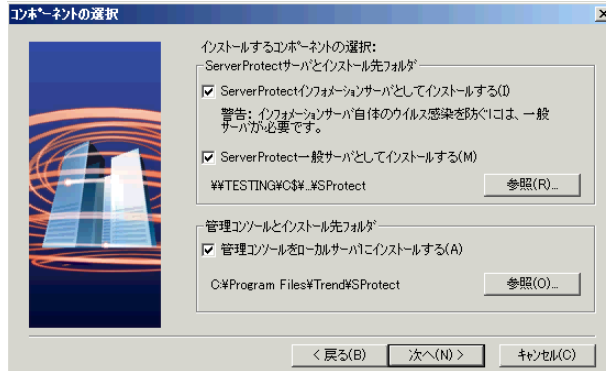 コンポーネントの選択
インストールするコンポーネントの選択:
ServerProtectサーバとインストール先フォルダ
ServerProtectインフォメーションサーバとしてインストールする(I)
警告: インフォメーションサーバ自体のウイルス感染を防ぐには、一般
サーバが必要です。
ServerProtect一般サーバとしてインストールする(M)
¥¥TESTING¥C$¥...¥SProtect
参照(R)...
管理コンソールとインストール先フォルダ
管理コンソールをローカルサーバにインストールする(A)
C:¥Program Files¥Trend¥SProtect
参照(O)...
< 戻る(B)
次へ(N) >
キャンセル(C)